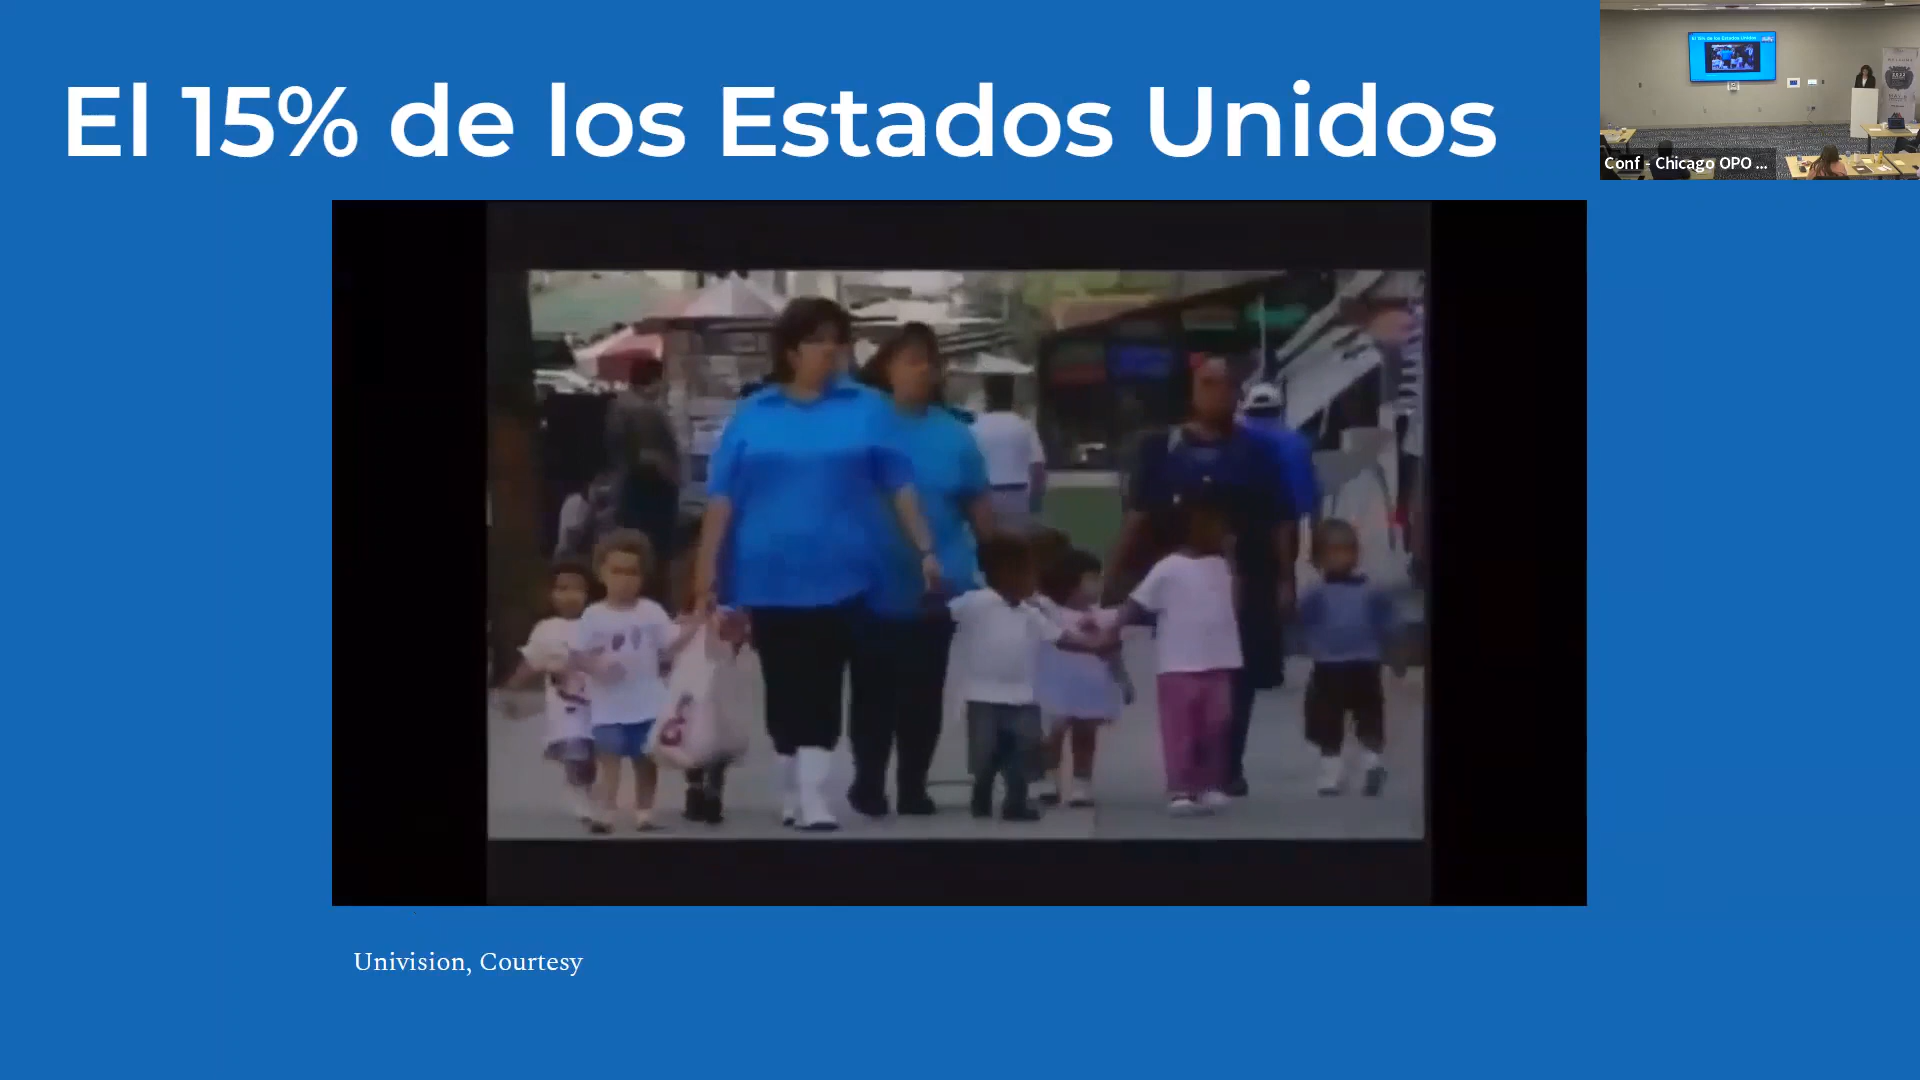 El 15% de los Estados Unidos
Conf - Chicago OPO ...
Univision, Courtesy